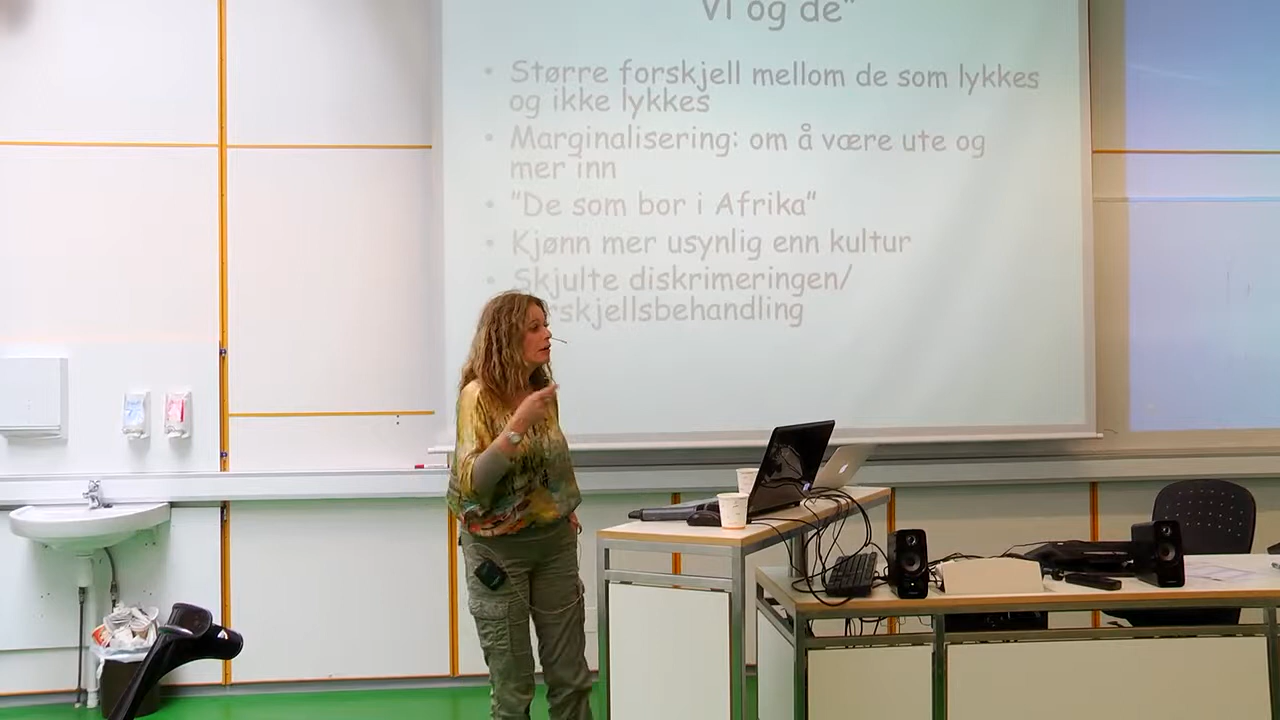 Vi og de"
• Større forskjell mellom de som lykkes
og ikke lykkes
• Marginalisering: om å være ute og
mer inn
• "De som bor i Afrika"
• Kjønn mer usynlig enn kultur
• Skjulte diskrimeringen/
rskjellsbehandling